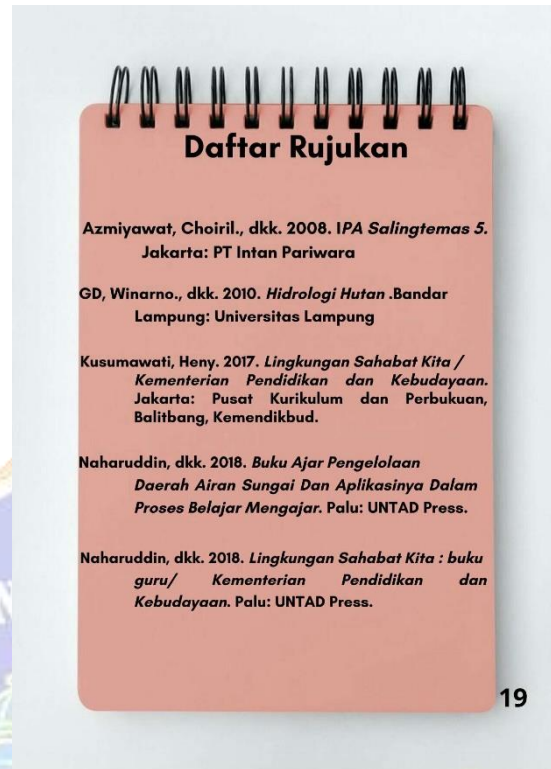 Daftar Rujukan
Azmiyawat, Choiril., dkk. 2008. IPA Salingtemas 5.
Jakarta: PT Intan Pariwara
GD, Winarno., dkk. 2010. Hidrologi Hutan .Bandar
Lampung: Universitas Lampung
Kusumawati, Heny. 2017. Lingkungan Sahabat Kita /
Kementerian Pendidikan dan Kebudayaan.
Jakarta: Pusat Kurikulum dan Perbukuan,
Balitbang, Kemendikbud.
Naharuddin, dkk. 2018. Buku Ajar Pengelolaan
Daerah Airan Sungai Dan Aplikasinya Dalam
Proses Belajar Mengajar. Palu: UNTAD Press.
Naharuddin, dkk. 2018. Lingkungan Sahabat Kita : buku
guru/ Kementerian Pendidikan dan
Kebudayaan. Palu: UNTAD Press.
19